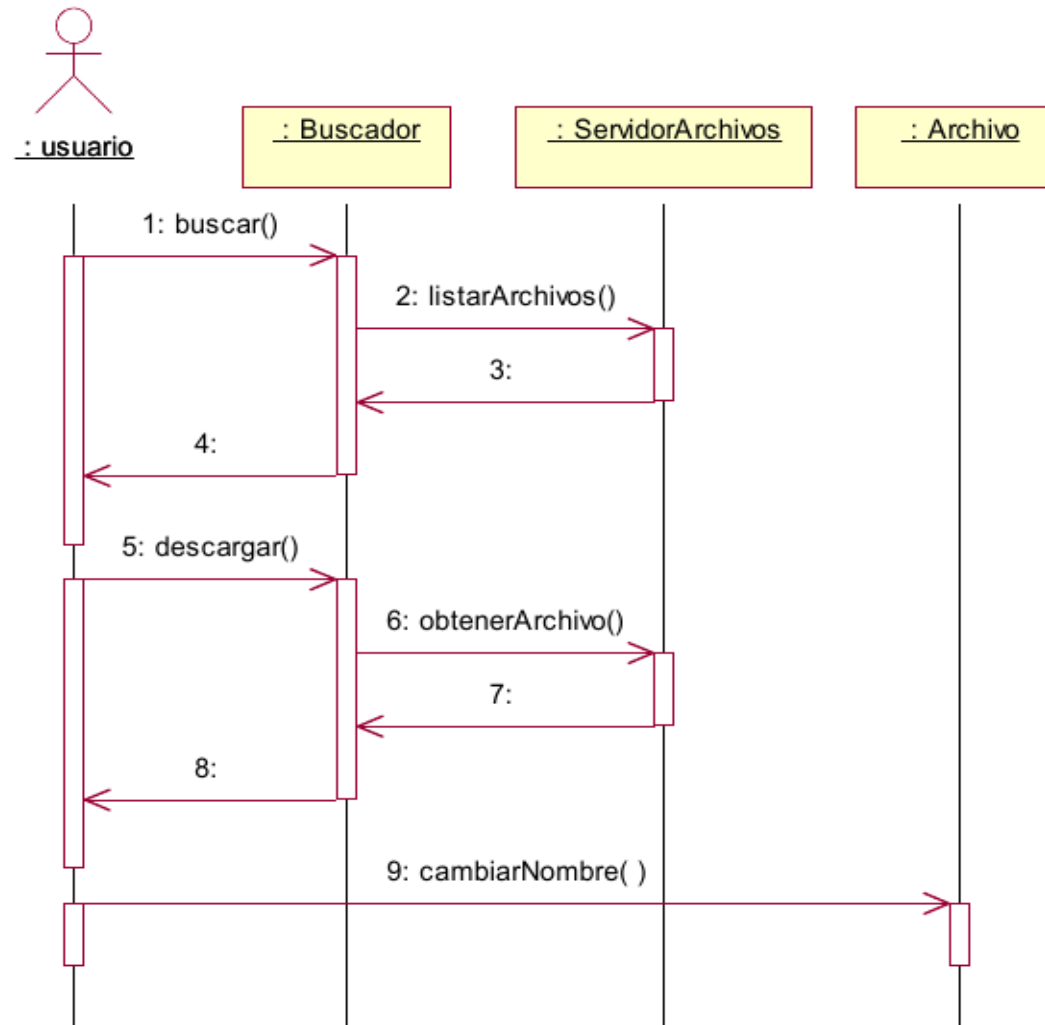 : usuario
: Buscador
: ServidorArchivos
: Archivo
1: buscar()
2: listarArchivos()
3:
4:
5: descargar()
6: obtenerArchivo()
7:
8:
9: cambiarNombre( )